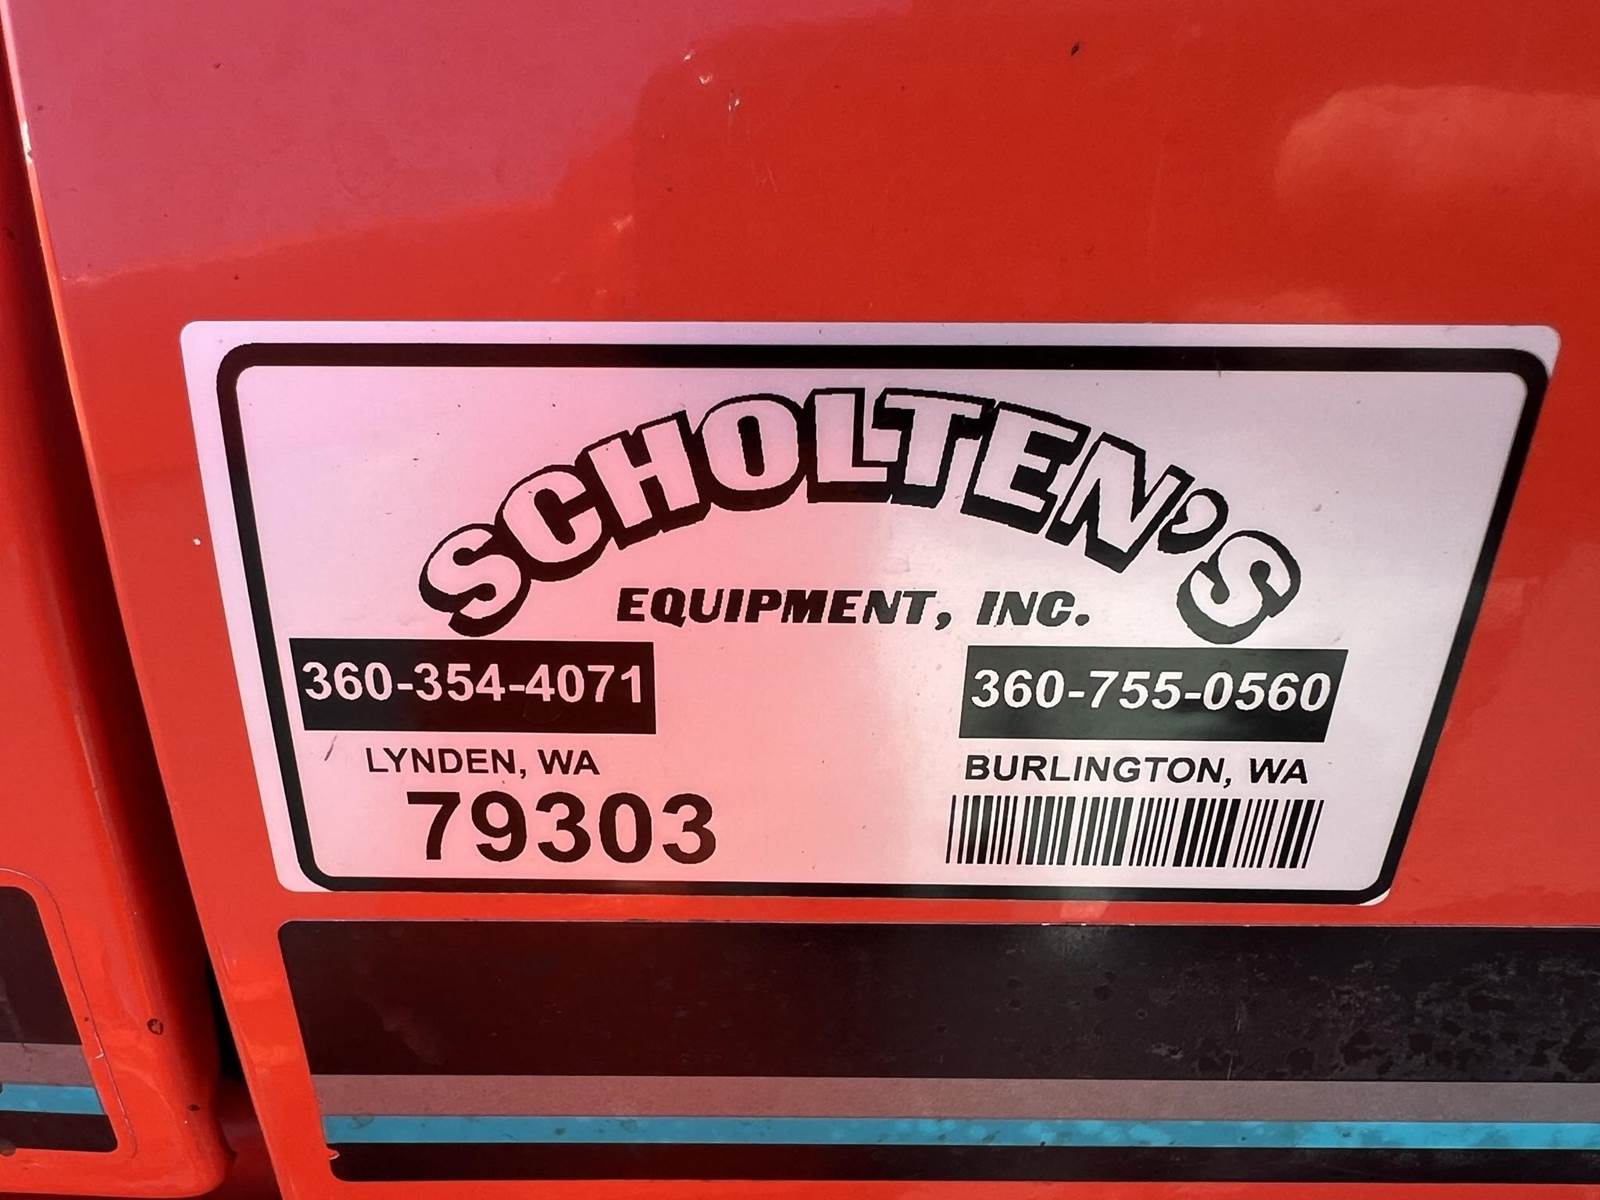 SCHOLTEN'S
EQUIPMENT, INC.
360-354-4071
LYNDEN, WA
79303
360-755-0560
BURLINGTON, WA